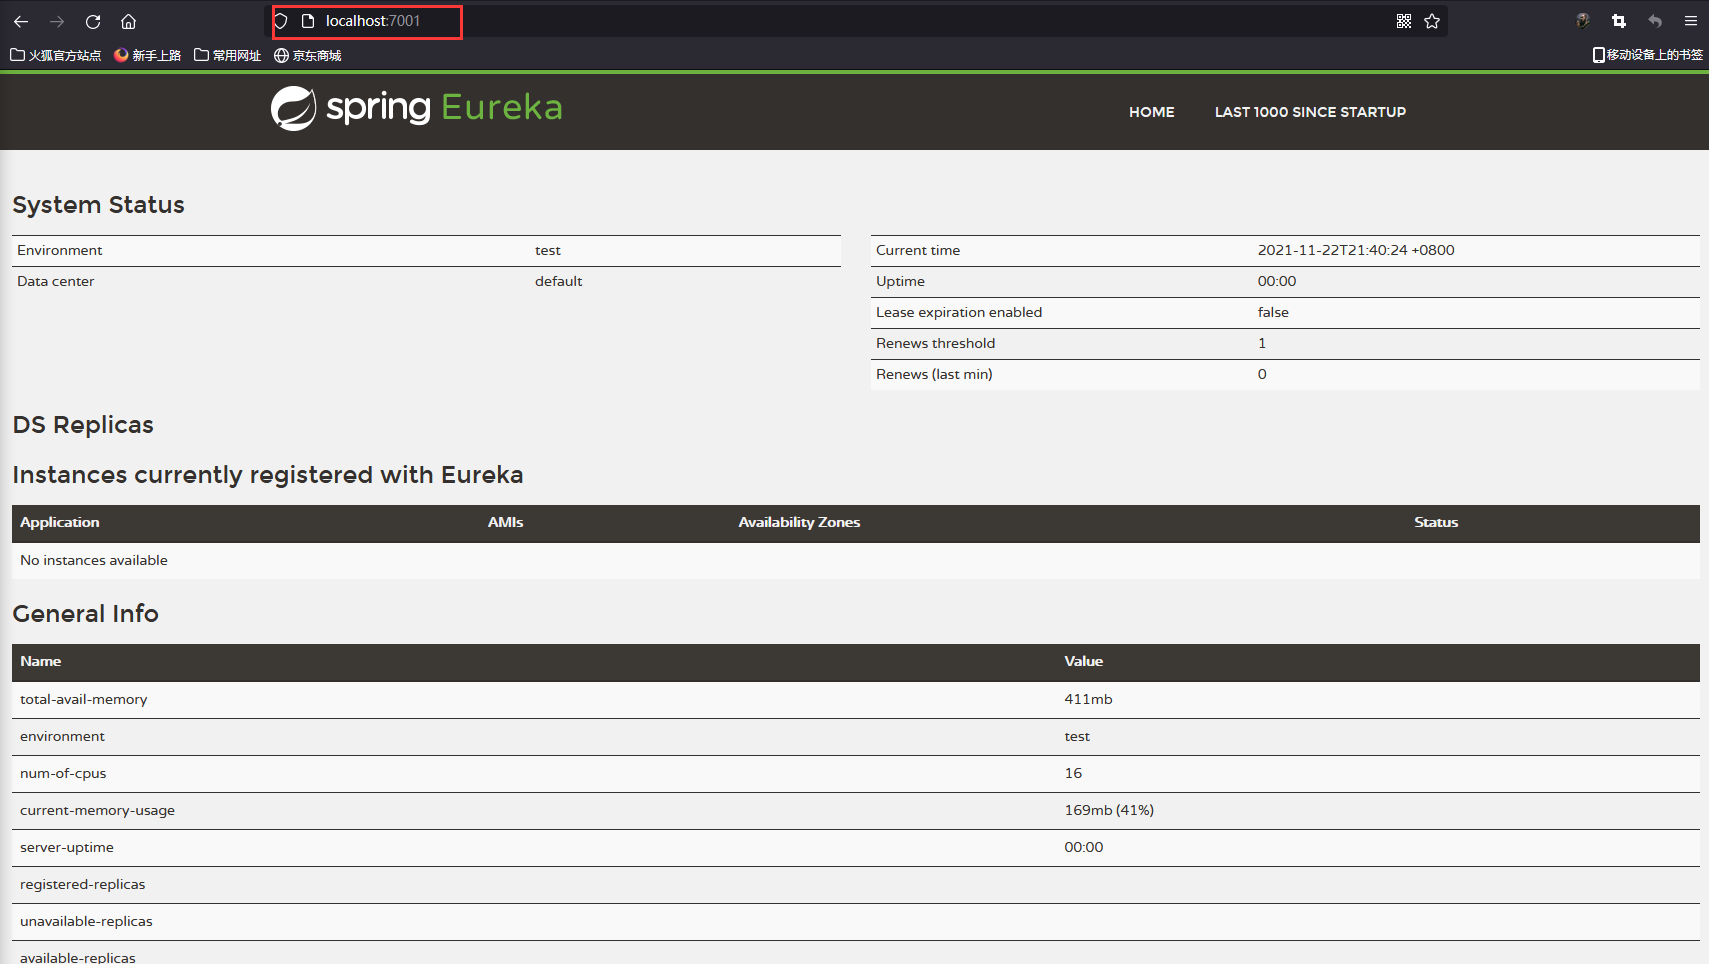 localhost:7001
火狐官方站点 新手上路 常用网址 京东商城 移动设备上的书签
spring Eureka HOME LAST 1000 SINCE STARTUP
System Status
Environment test
Data center default
Current time 2021-11-22T21:40:24 +0800
Uptime 00:00
Lease expiration enabled false
Renews threshold 1
Renews (last min) 0
DS Replicas
Instances currently registered with Eureka
Application AMIs Availability Zones Status
No instances available
General Info
Name Value
total-avail-memory 411mb
environment test
num-of-cpus 16
current-memory-usage 169mb (41%)
server-uptime 00:00
registered-replicas
unavailable-replicas
available-replicas